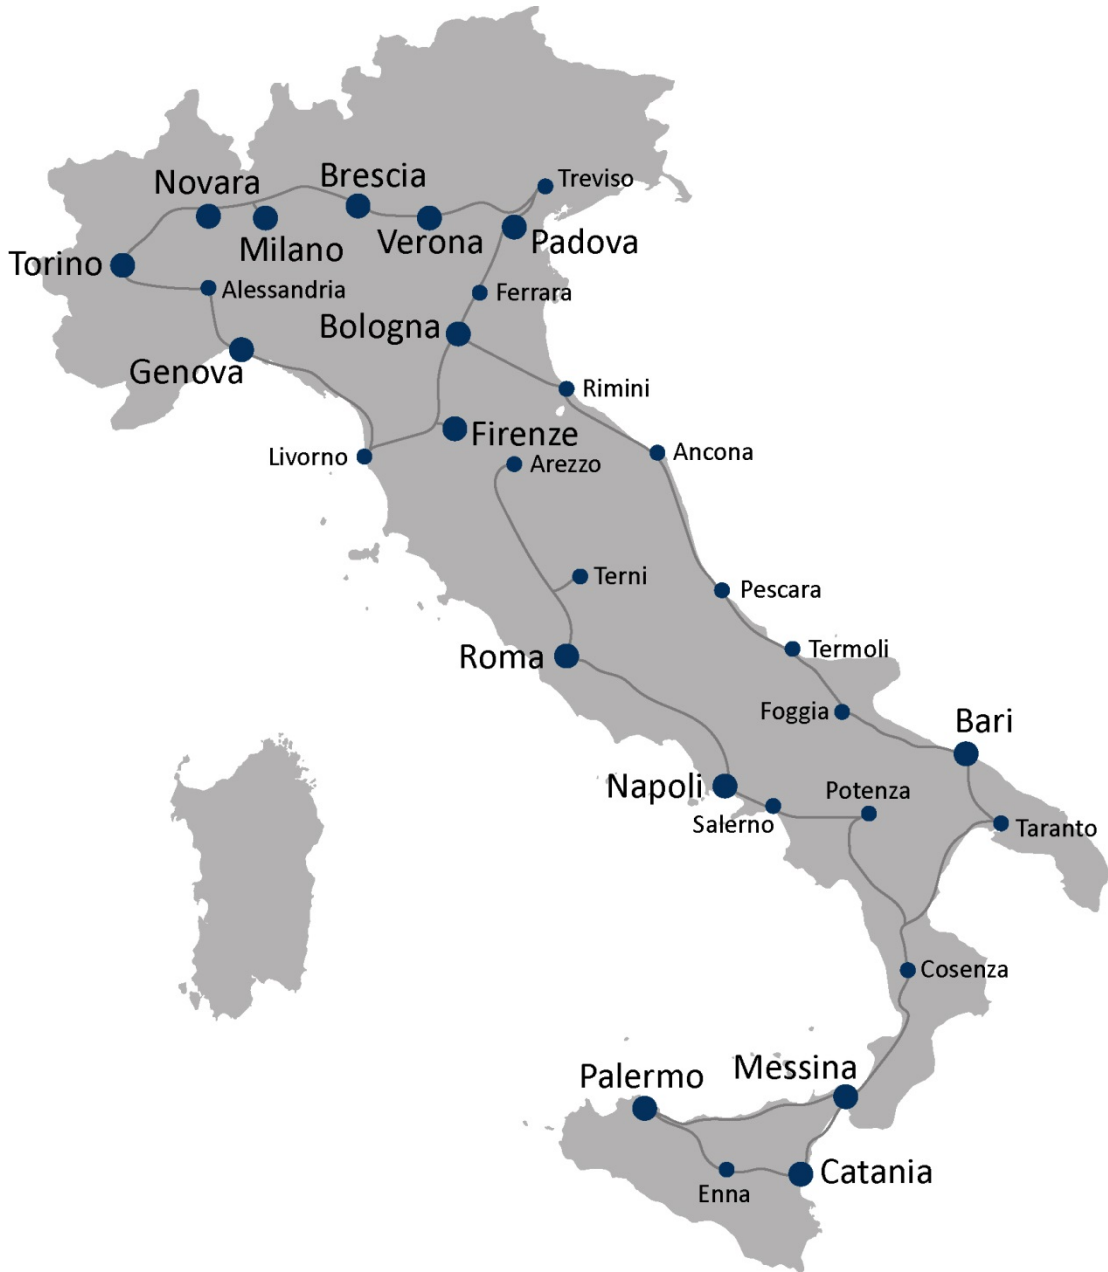 Treviso
Brescia
Novara
Verona
Padova
Milano
Torino
Alessandria
Ferrara
Bologna
Genova
Rimini
Firenze
Livorno
Ancona
Arezzo
Terni
Pescara
Roma
Termoli
Foggia
Bari
Napoli
Potenza
Salerno
Taranto
Cosenza
Messina
Palermo
Catania
Enna